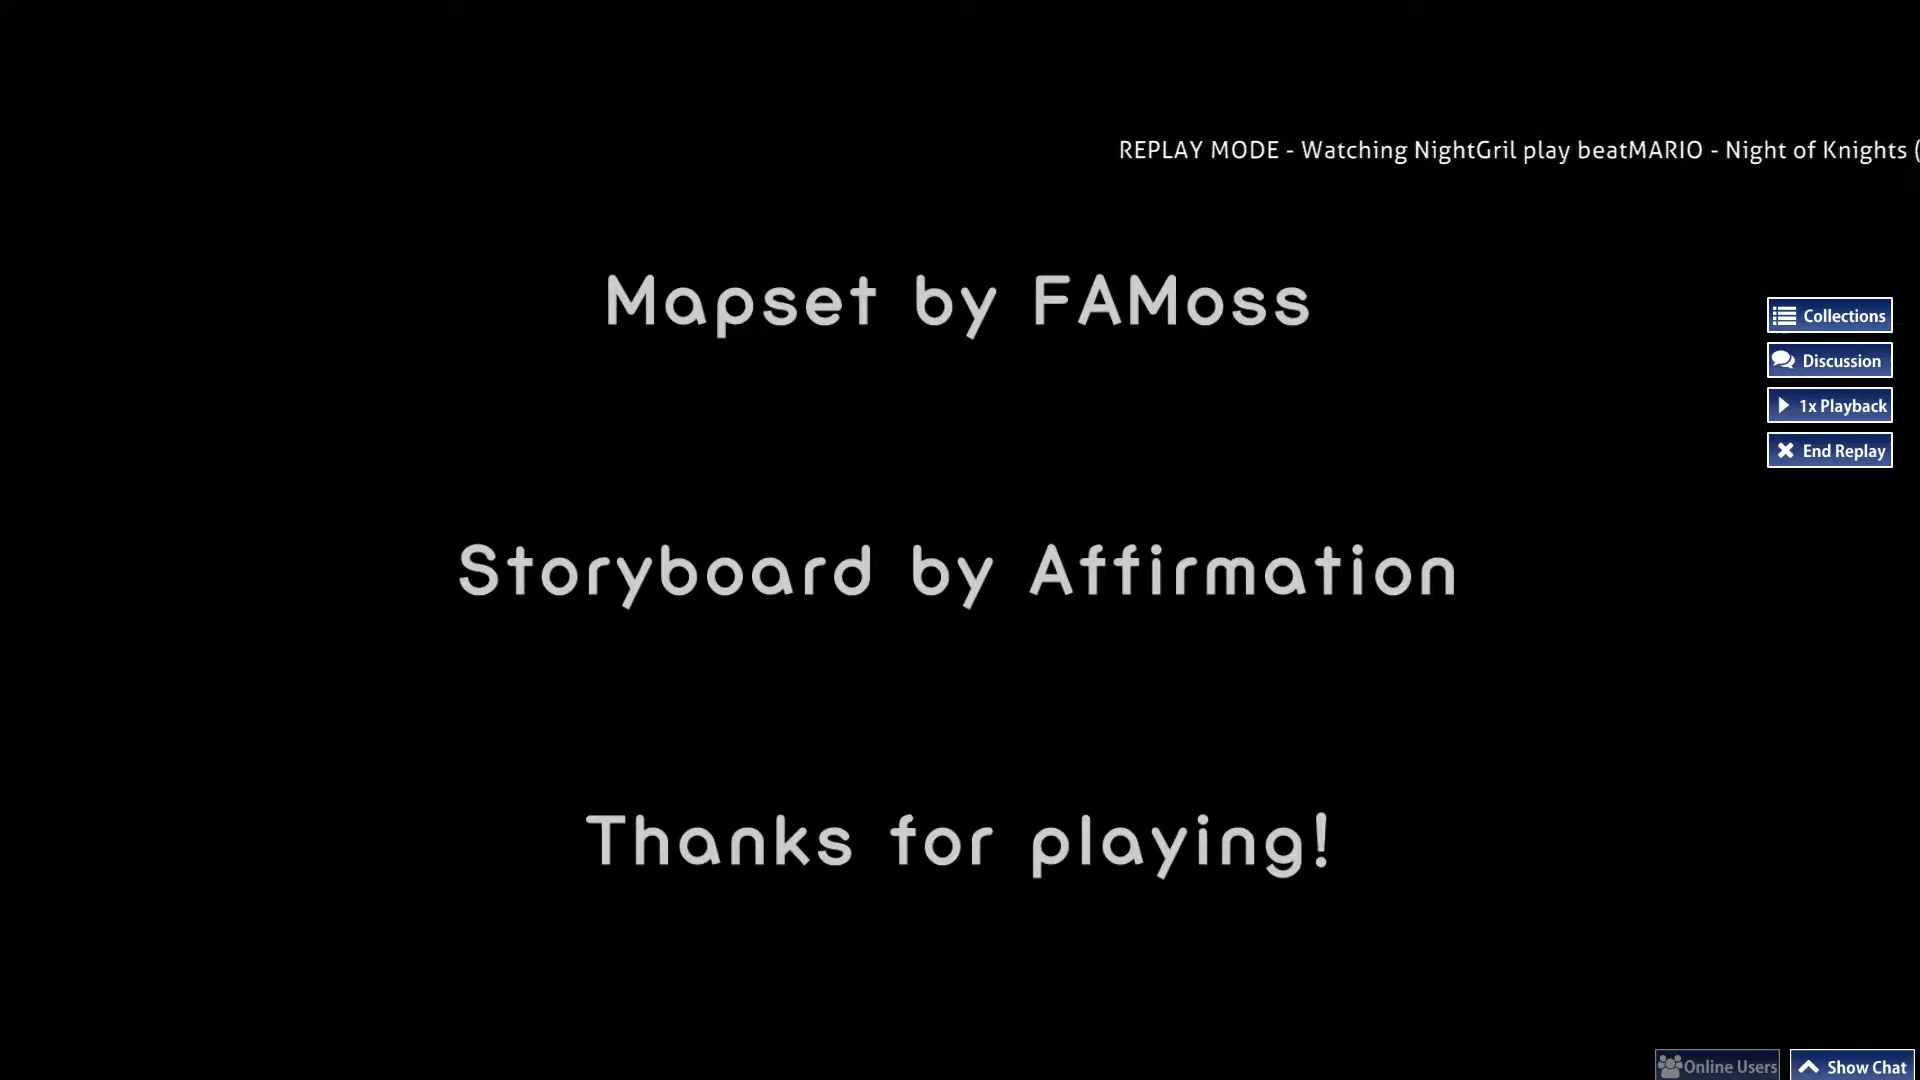 REPLAY MODE - Watching NightGril play beatMARIO - Night of Knights (
Mapset by FAMoss
Collections
Discussion
1x Playback
End Replay
Storyboard by Affirmation
Thanks for playing!
Online Users
Show Chat